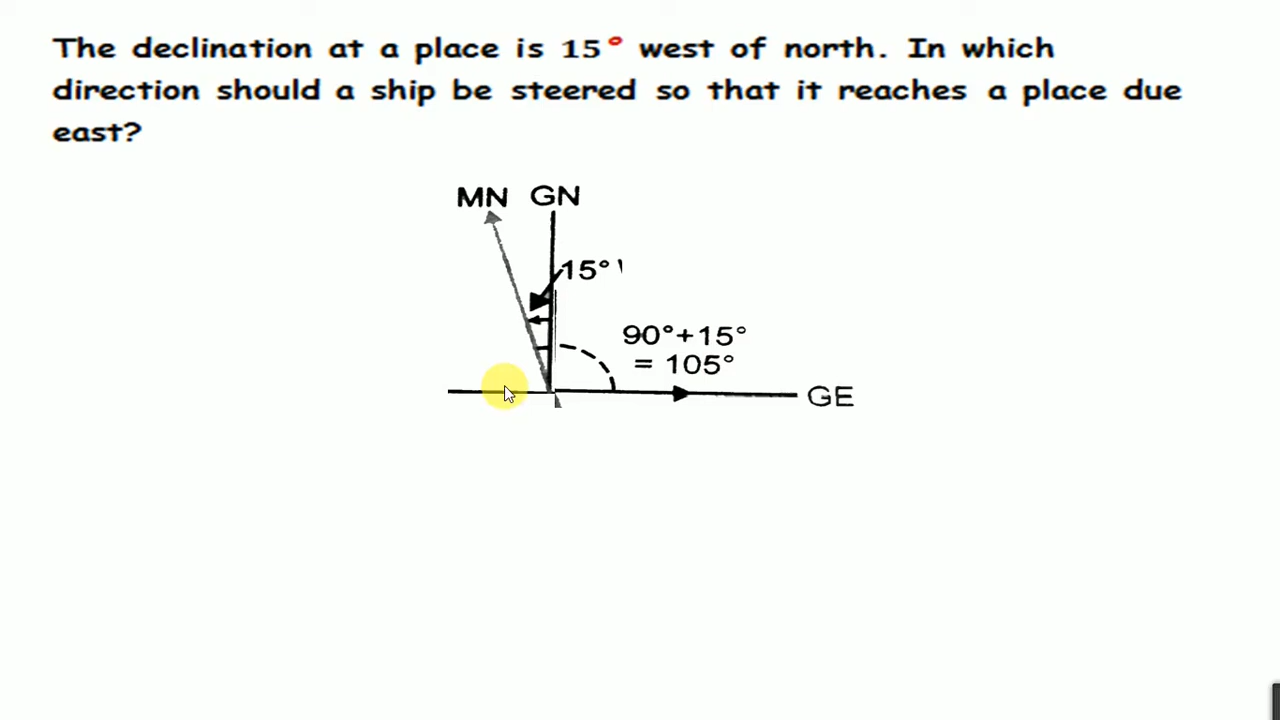 The declination at a place is 15° west of north. In which
direction should a ship be steered so that it reaches a place due
east?
MN GN
15°
90°+15°
= 105°
GE